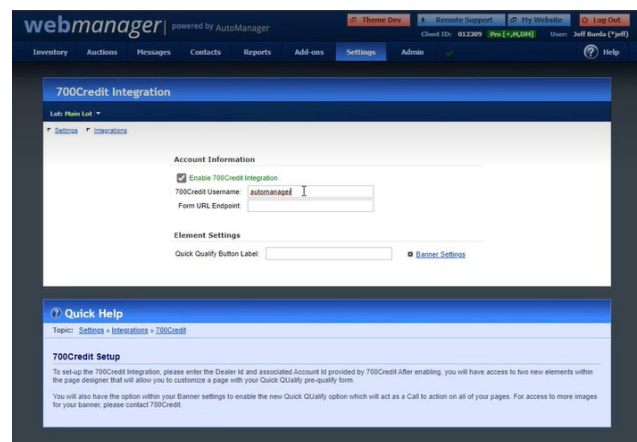 webmanager | powered by AutoManager
Theme Dev Remote Support My Website Log Out
Client ID: 012309 Pro [+,M,DM] User: Jeff Burda (*jeff)
Inventory Auctions Messages Contacts Reports Add-ons Settings Admin Help
700Credit Integration
Lot: Main Lot
Settings Integrations
Account Information
Enable 700Credit Integration
700Credit Username: automanager
Form URL Endpoint:
Element Settings
Quick Qualify Button Label: Banner Settings
Quick Help
Topic: Settings » Integrations » 700Credit
700Credit Setup
To set-up the 700Credit Integration, please enter the Dealer Id and associated Account Id provided by 700Credit After enabling, you will have access to two new elements within
the page designer that will allow you to customize a page with your Quick QUalify pre-qualify form.
You will also have the option within your Banner settings to enable the new Quick QUalify option which will act as a Call to action on all of your pages. For access to more images
for your banner, please contact 700Credit.